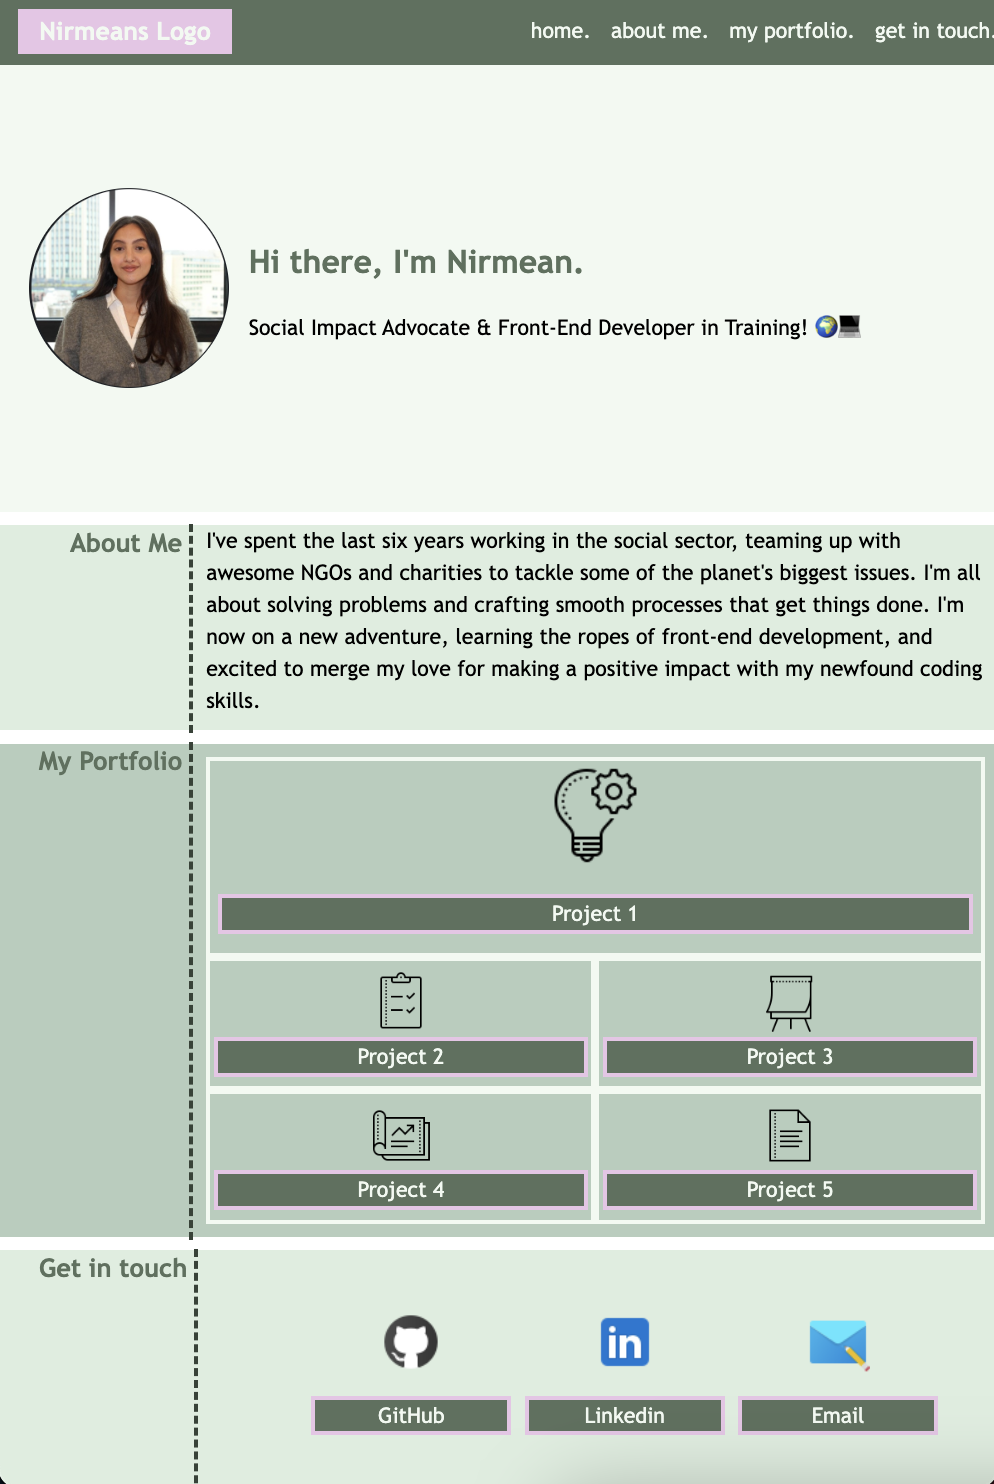 Nirmeans Logo
home. about me. my portfolio. get in touch.
Hi there, I'm Nirmean.
Social Impact Advocate & Front-End Developer in Training! 🌍💻
About Me
I've spent the last six years working in the social sector, teaming up with
awesome NGOs and charities to tackle some of the planet's biggest issues. I'm all
about solving problems and crafting smooth processes that get things done. I'm
now on a new adventure, learning the ropes of front-end development, and
excited to merge my love for making a positive impact with my newfound coding
skills.
My Portfolio
Project 1
Project 2
Project 3
Project 4
Project 5
Get in touch
in
GitHub
Linkedin
Email